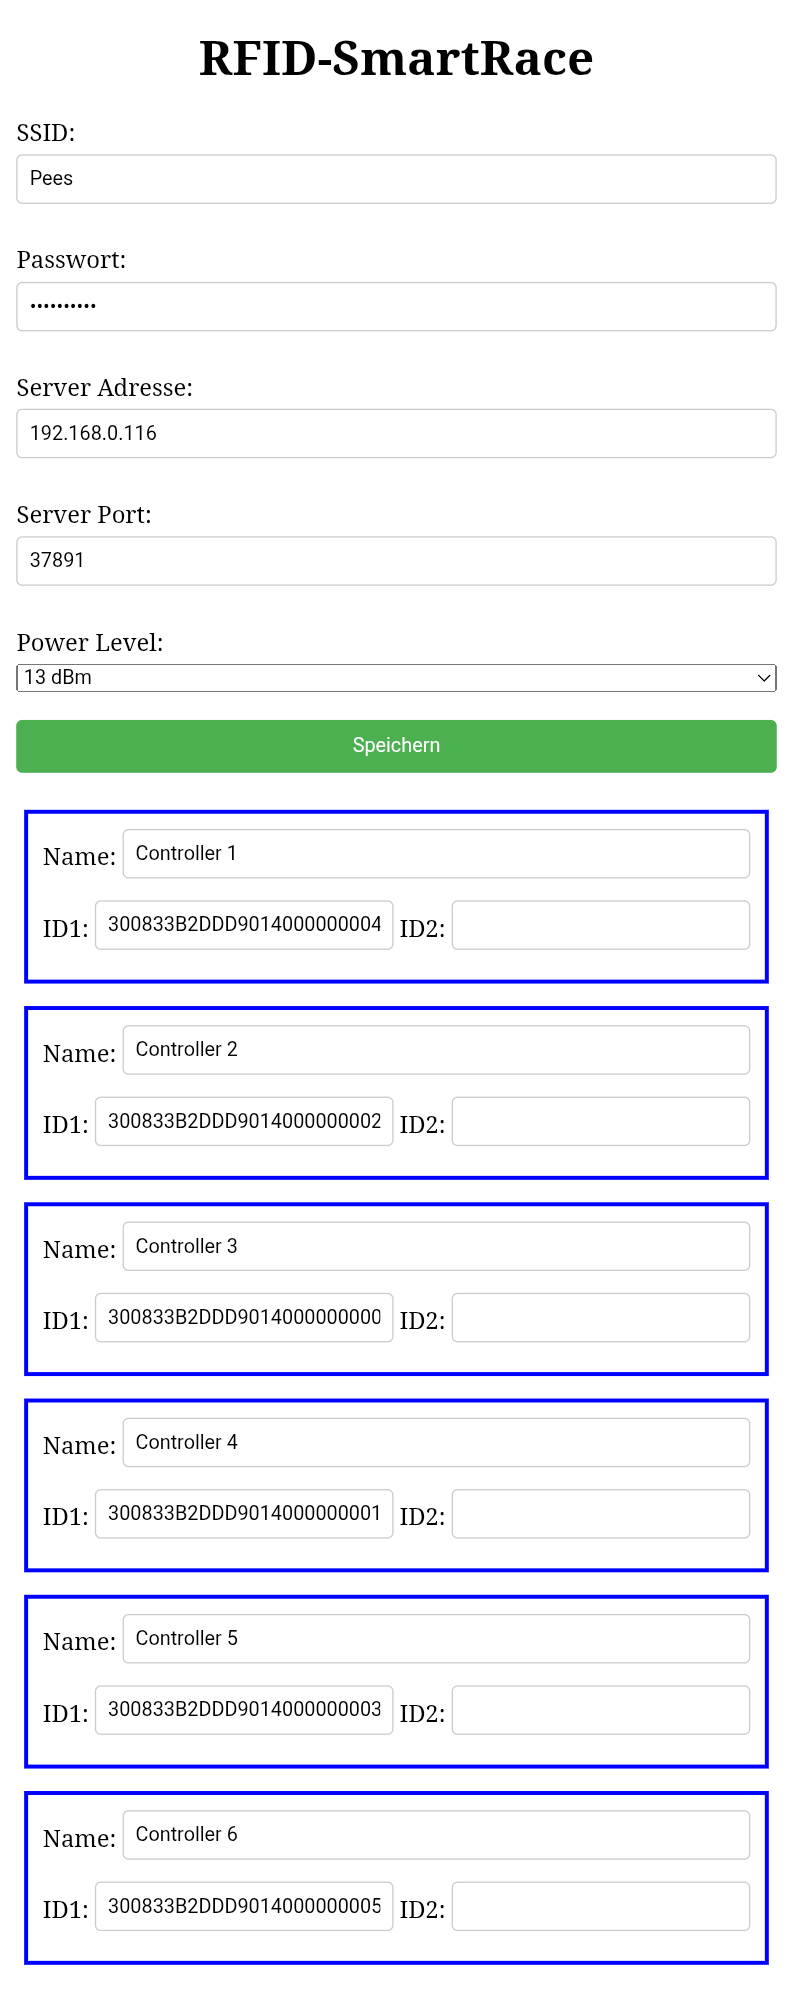 RFID-SmartRace
SSID:
Pees
Passwort:
••••••••••
Server Adresse:
192.168.0.116
Server Port:
37891
Power Level:
13 dBm
Speichern
Name: Controller 1
ID1: 300833B2DDD9014000000004 ID2:
Name: Controller 2
ID1: 300833B2DDD9014000000002 ID2:
Name: Controller 3
ID1: 300833B2DDD9014000000000 ID2:
Name: Controller 4
ID1: 300833B2DDD9014000000001 ID2:
Name: Controller 5
ID1: 300833B2DDD9014000000003 ID2:
Name: Controller 6
ID1: 300833B2DDD9014000000005 ID2: